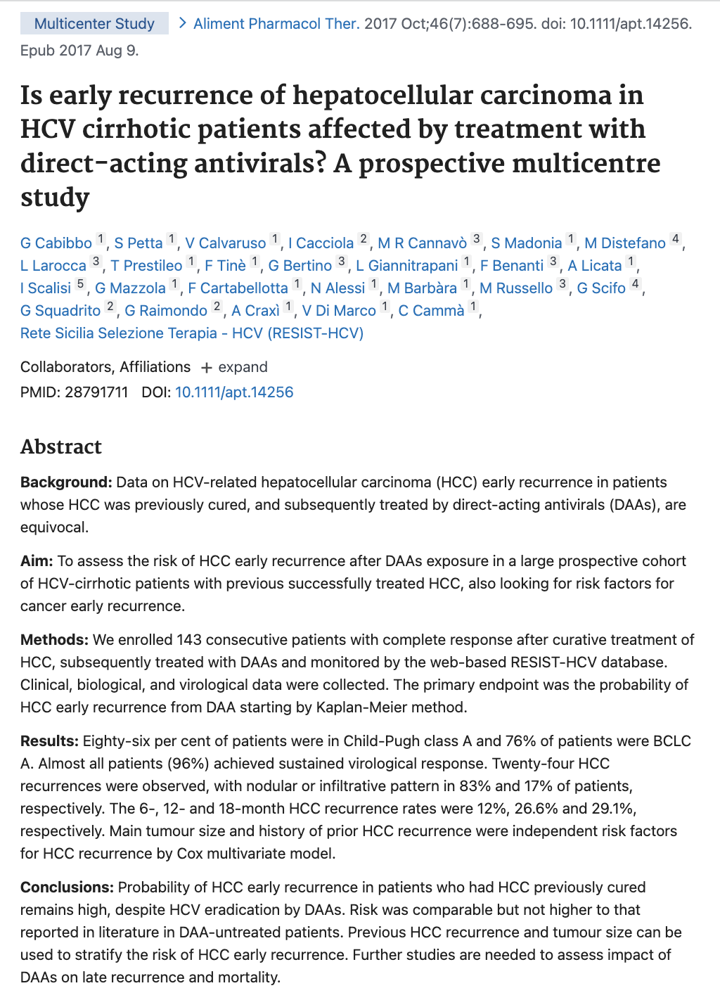 Multicenter Study > Aliment Pharmacol Ther. 2017 Oct;46(7):688-695. doi: 10.1111/apt.14256.
Epub 2017 Aug 9.
Is early recurrence of hepatocellular carcinoma in
HCV cirrhotic patients affected by treatment with
direct-acting antivirals? A prospective multicentre
study
G Cabibbo 1, S Petta 1, V Calvaruso 1, I Cacciola 2, M R Cannavò 3, S Madonia 1, M Distefano 4,
L Larocca 3, T Prestileo 1, F Tinè 1, G Bertino 3, L Giannitrapani 1, F Benanti 3, A Licata 1,
I Scalisi 5, G Mazzola 1, F Cartabellotta 1, N Alessi 1, M Barbàra 1, M Russello 3, G Scifo 4,
G Squadrito 2, G Raimondo 2, A Craxì 1, V Di Marco 1, C Cammà 1,
Rete Sicilia Selezione Terapia - HCV (RESIST-HCV)
Collaborators, Affiliations + expand
PMID: 28791711 DOI: 10.1111/apt.14256
Abstract
Background: Data on HCV-related hepatocellular carcinoma (HCC) early recurrence in patients
whose HCC was previously cured, and subsequently treated by direct-acting antivirals (DAAs), are
equivocal.
Aim: To assess the risk of HCC early recurrence after DAAs exposure in a large prospective cohort
of HCV-cirrhotic patients with previous successfully treated HCC, also looking for risk factors for
cancer early recurrence.
Methods: We enrolled 143 consecutive patients with complete response after curative treatment of
HCC, subsequently treated with DAAs and monitored by the web-based RESIST-HCV database.
Clinical, biological, and virological data were collected. The primary endpoint was the probability of
HCC early recurrence from DAA starting by Kaplan-Meier method.
Results: Eighty-six per cent of patients were in Child-Pugh class A and 76% of patients were BCLC
A. Almost all patients (96%) achieved sustained virological response. Twenty-four HCC
recurrences were observed, with nodular or infiltrative pattern in 83% and 17% of patients,
respectively. The 6-, 12- and 18-month HCC recurrence rates were 12%, 26.6% and 29.1%,
respectively. Main tumour size and history of prior HCC recurrence were independent risk factors
for HCC recurrence by Cox multivariate model.
Conclusions: Probability of HCC early recurrence in patients who had HCC previously cured
remains high, despite HCV eradication by DAAs. Risk was comparable but not higher to that
reported in literature in DAA-untreated patients. Previous HCC recurrence and tumour size can be
used to stratify the risk of HCC early recurrence. Further studies are needed to assess impact of
DAAs on late recurrence and mortality.